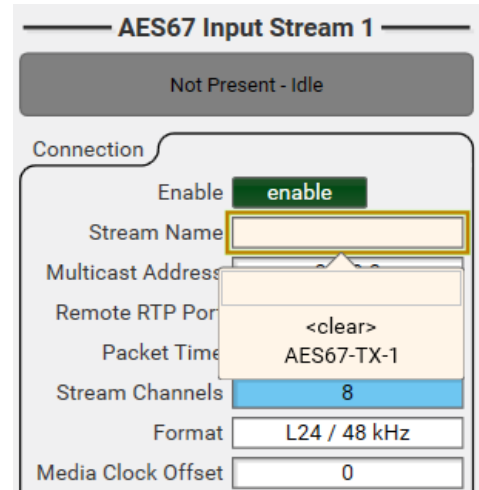 AES67 Input Stream 1
Not Present - Idle
Connection
Enable enable
Stream Name
Multicast Address
Remote RTP Port
<clear>
Packet Time AES67-TX-1
Stream Channels 8
Format L24 / 48 kHz
Media Clock Offset 0